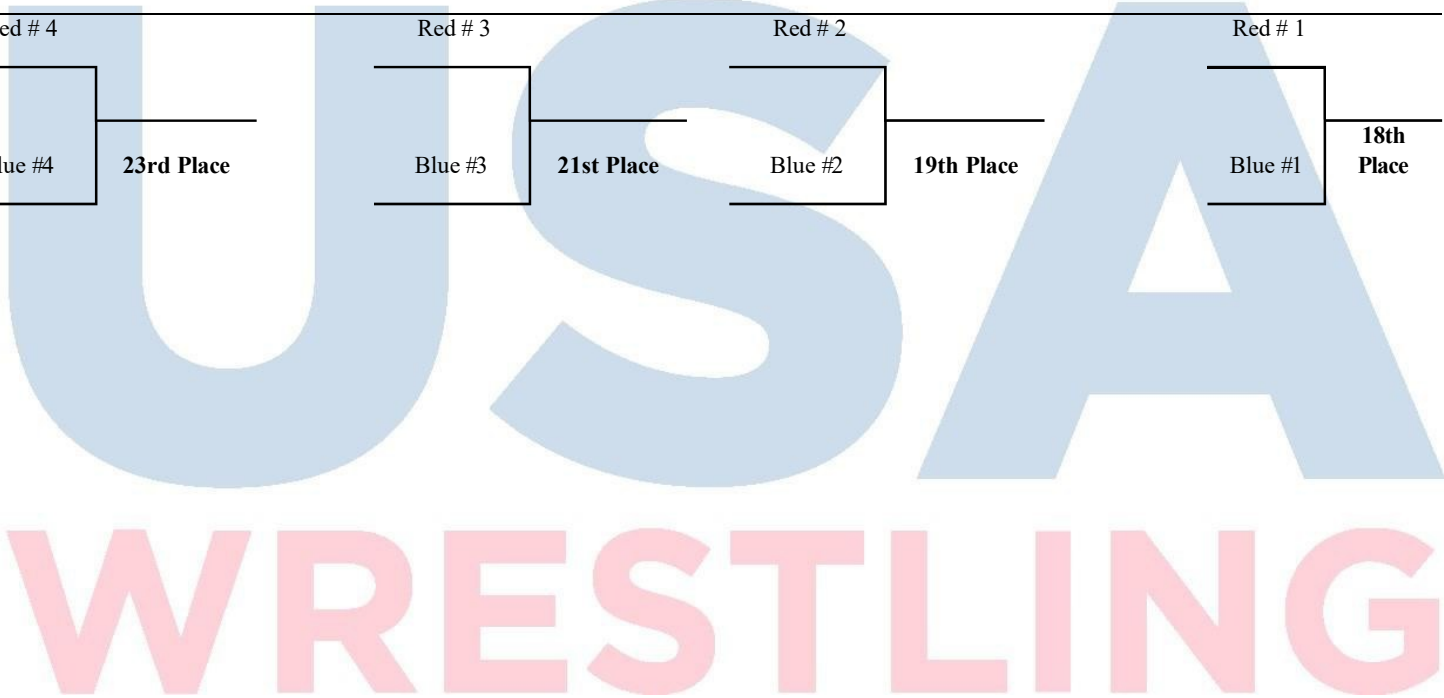 ed # 4 Red # 3 Red # 2 Red # 1
18th
lue #4 23rd Place Blue #3 21st Place Blue #2 19th Place Blue #1 Place
USA
WRESTLING